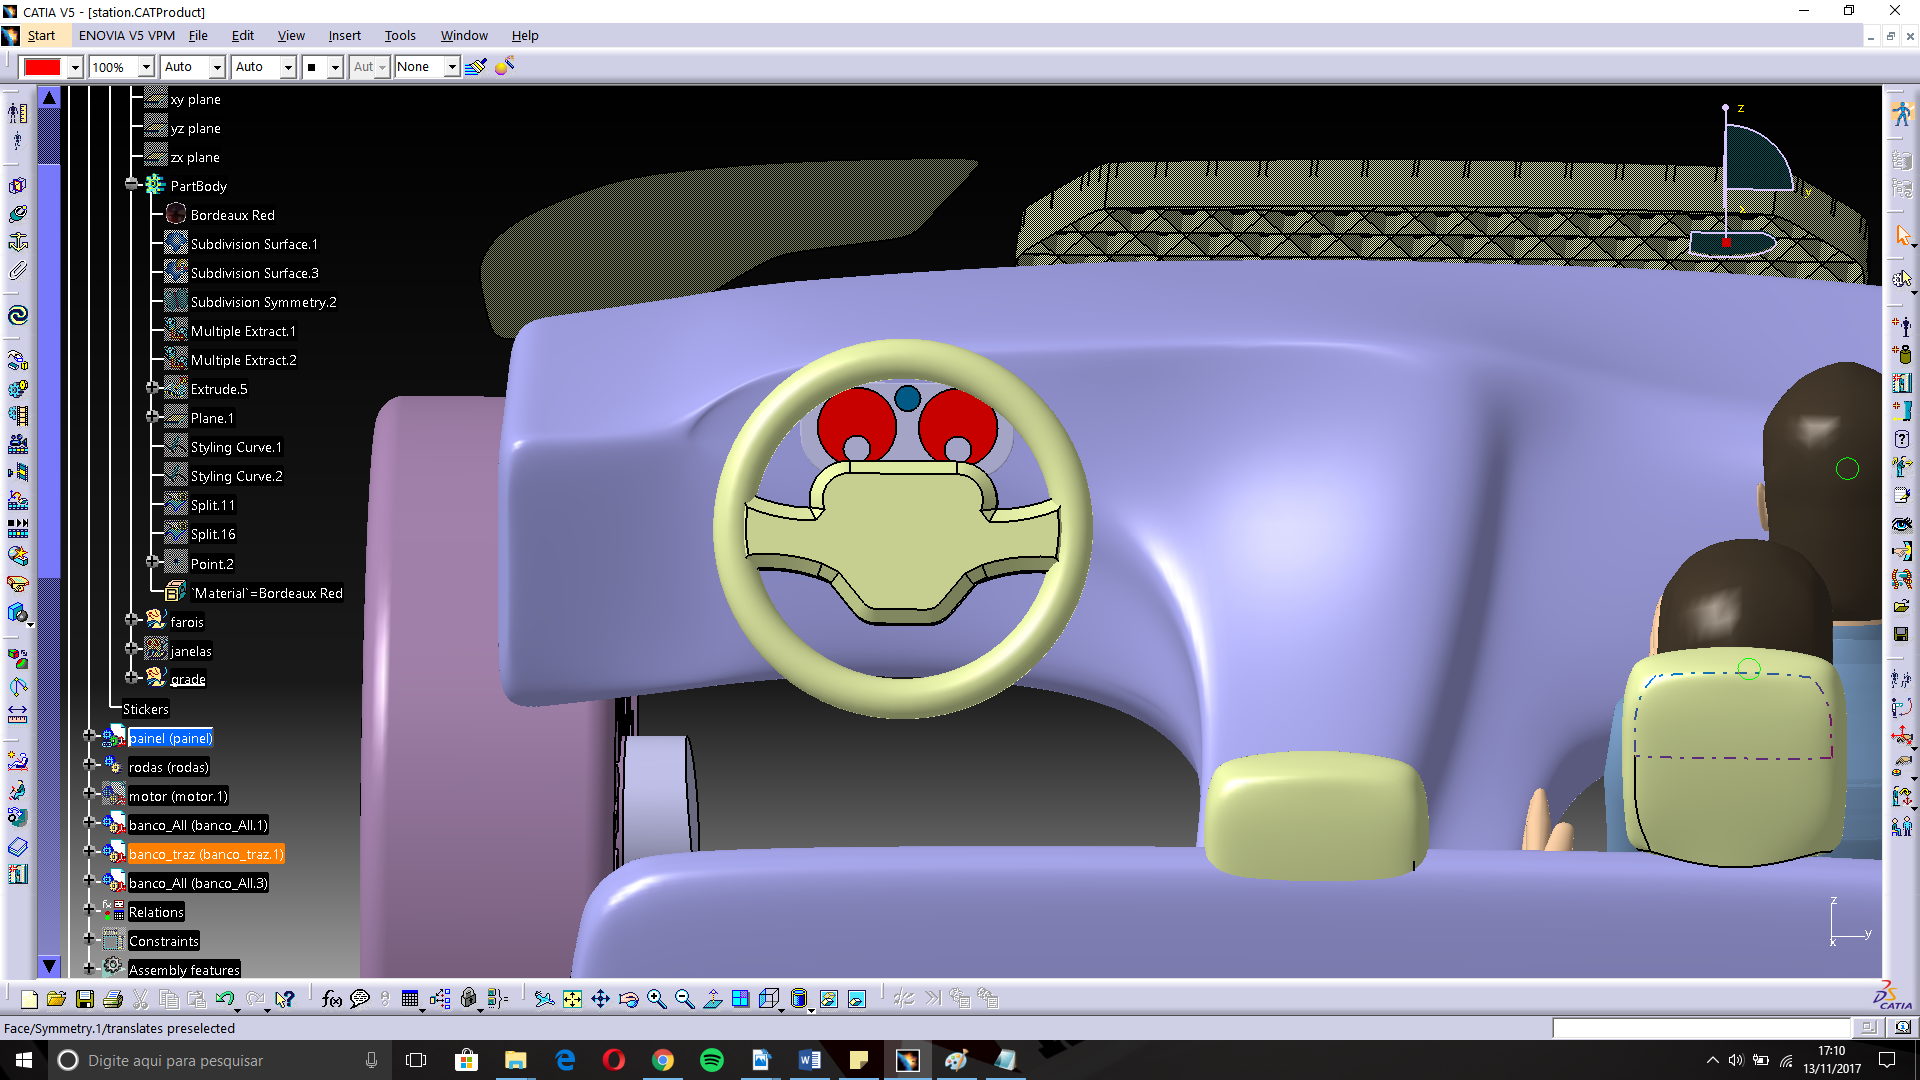 CATIA V5 - [station.CATProduct]
Start ENOVIA V5 VPM File Edit View Insert Tools Window Help
100% Auto Auto Aut None
xy plane
yz plane
zx plane
PartBody
Bordeaux Red
Subdivision Surface.1
Subdivision Surface.3
Subdivision Symmetry.2
Multiple Extract.1
Multiple Extract.2
Extrude.5
Plane.1
Styling Curve.1
Styling Curve.2
Split.11
Split.16
Point.2
`Material`=Bordeaux Red
farois
janelas
grade
Stickers
painel (painel)
rodas (rodas)
motor (motor.1)
banco_All (banco_All.1)
banco_traz (banco_traz.1)
banco_All (banco_All.3)
Relations
Constraints
Assembly features
z
y
x
z
y
x
f(x)
CATIA
Face/Symmetry.1/translates preselected
Digite aqui para pesquisar
17:10
13/11/2017